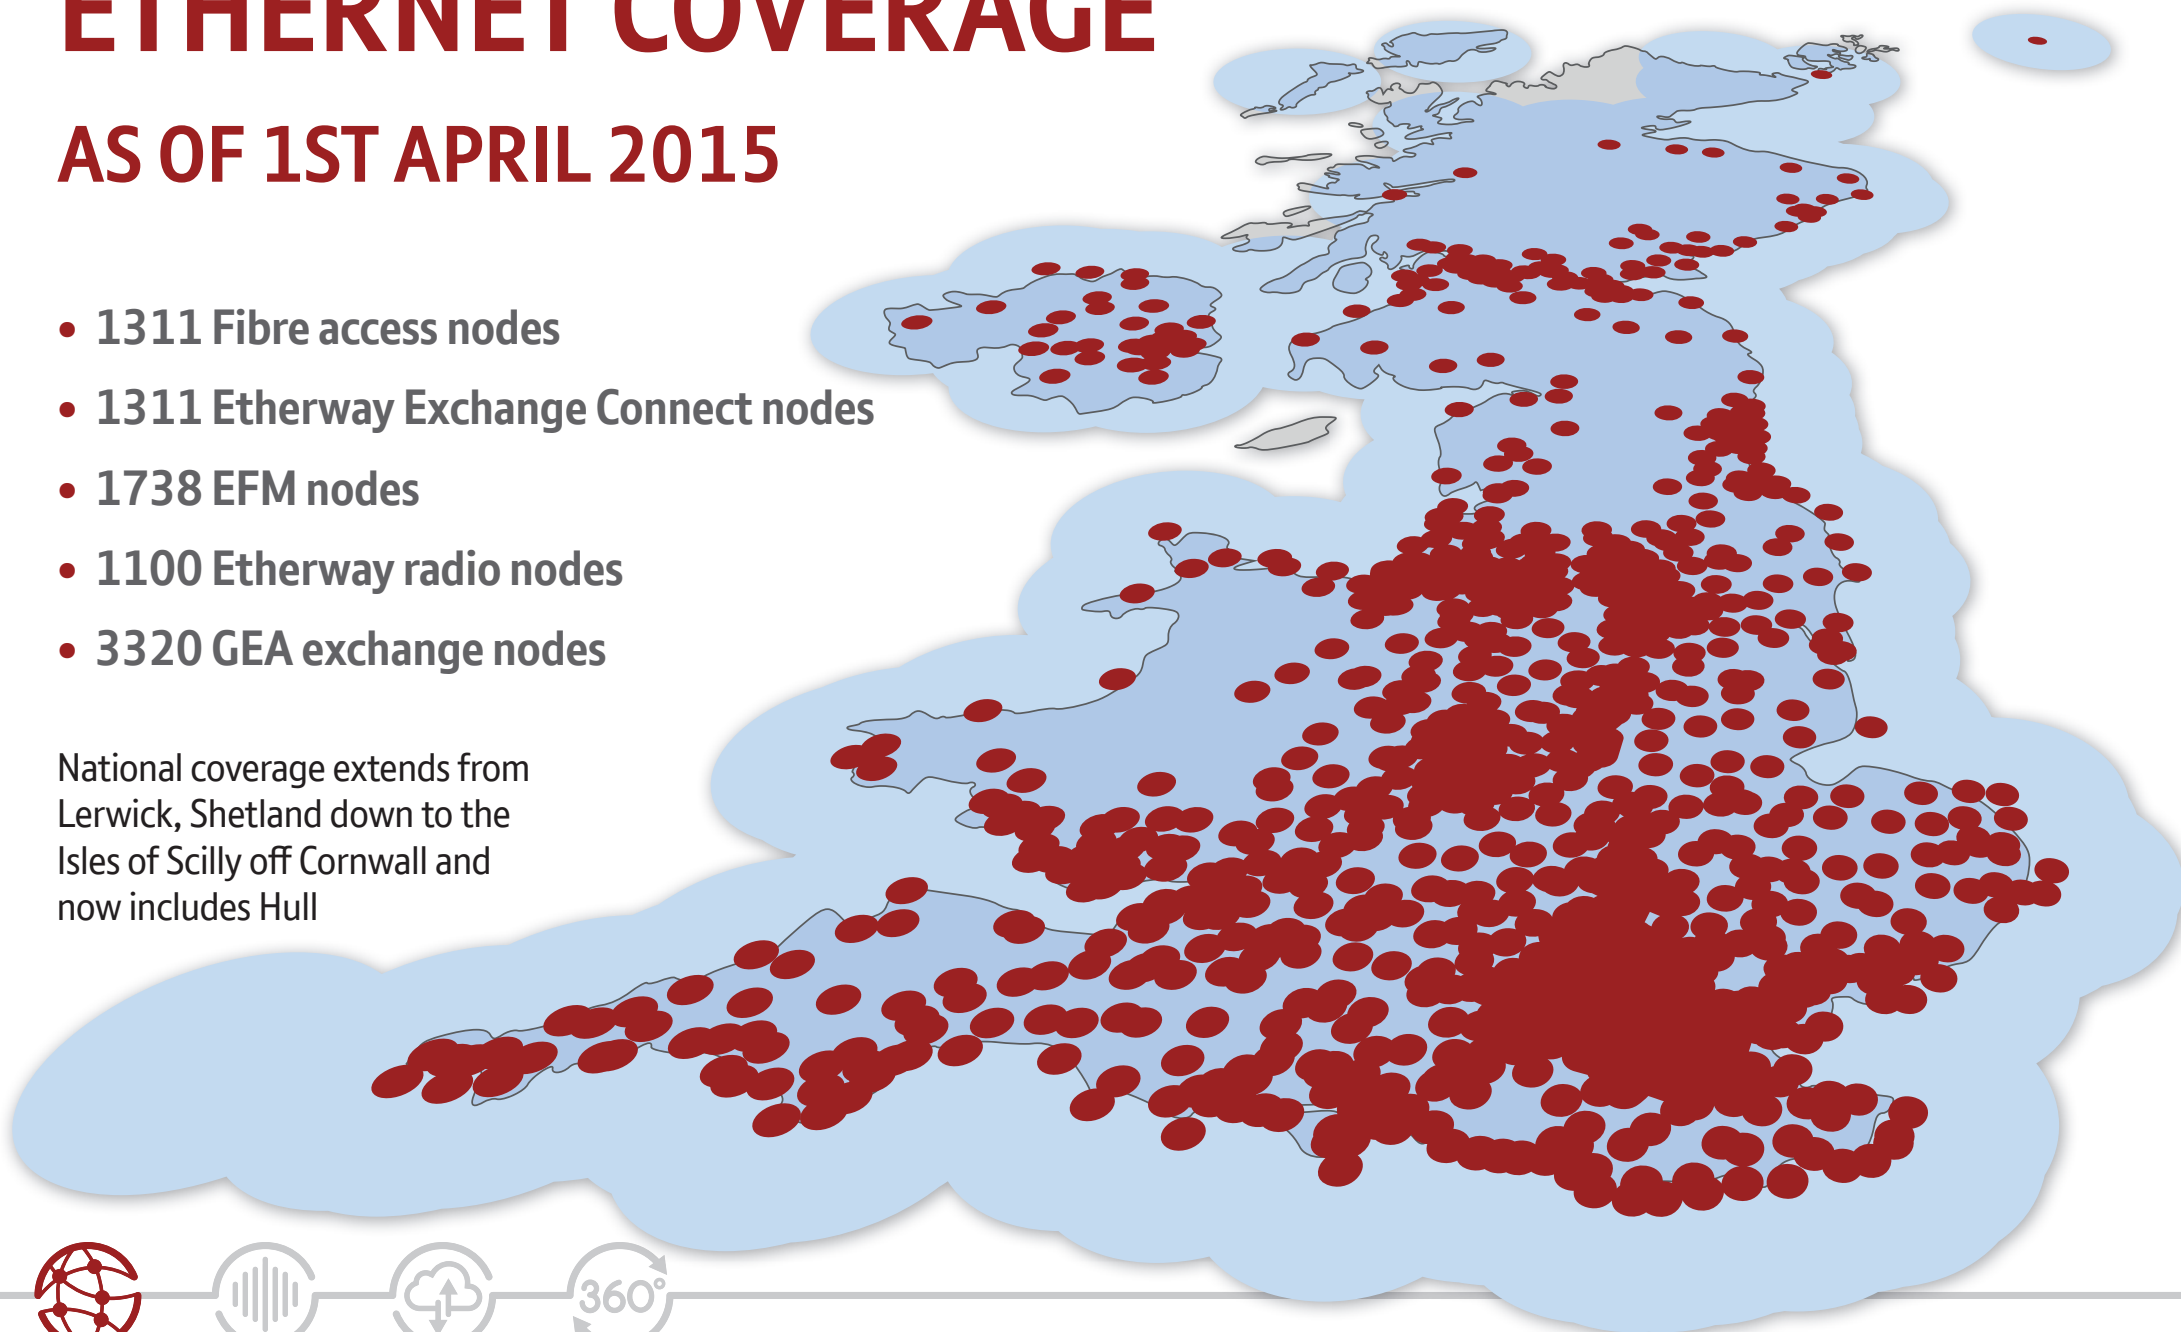 ETHERNET COVERAGE
AS OF 1ST APRIL 2015
• 1311 Fibre access nodes
• 1311 Etherway Exchange Connect nodes
• 1738 EFM nodes
• 1100 Etherway radio nodes
• 3320 GEA exchange nodes
National coverage extends from
Lerwick, Shetland down to the
Isles of Scilly off Cornwall and
now includes Hull
360°